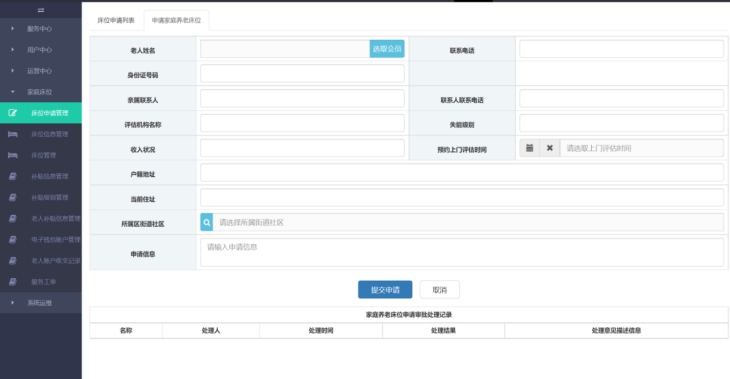 床位申请列表
申请家庭养老床位
服务中心
用户中心
运营中心
家庭床位
床位申请管理
床位信息管理
床位管理
补贴信息管理
补贴规则管理
老人补贴信息管理
电子钱包账户管理
老人账户收支记录
服务工单
系统运维
老人姓名
选取会员
联系电话
身份证号码
亲属联系人
联系人联系电话
评估机构名称
失能级别
收入状况
预约上门评估时间
请选取上门评估时间
户籍地址
当前住址
所属区街道社区
请选择所属街道社区
申请信息
请输入申请信息
提交申请
取消
家庭养老床位申请审批处理记录
名称
处理人
处理时间
处理结果
处理意见描述信息